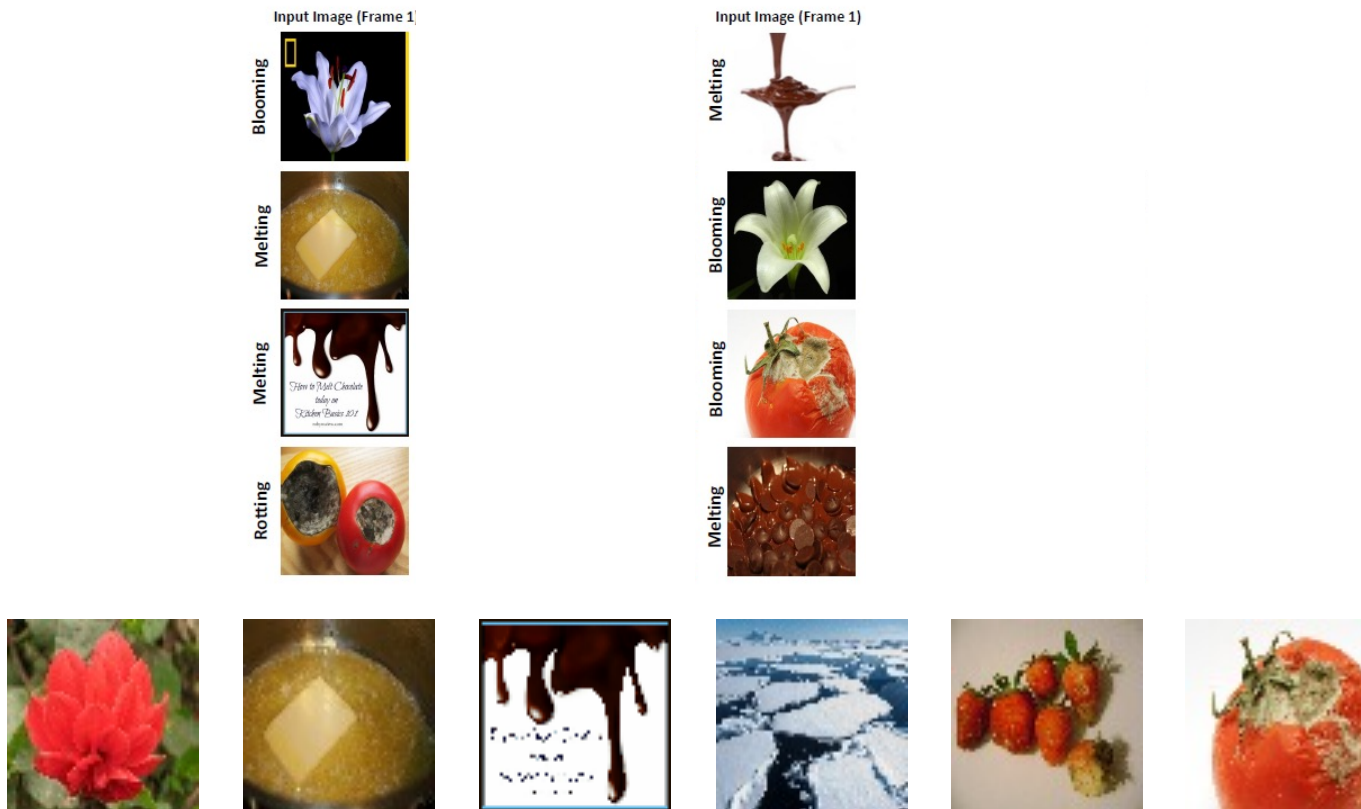 Input Image (Frame 1)
Input Image (Frame 1)
Blooming
Melting
Melting
Blooming
Melting
How to Melt Chocolate
today on
Kitchen Basics 101
Blooming
Rotting
Melting